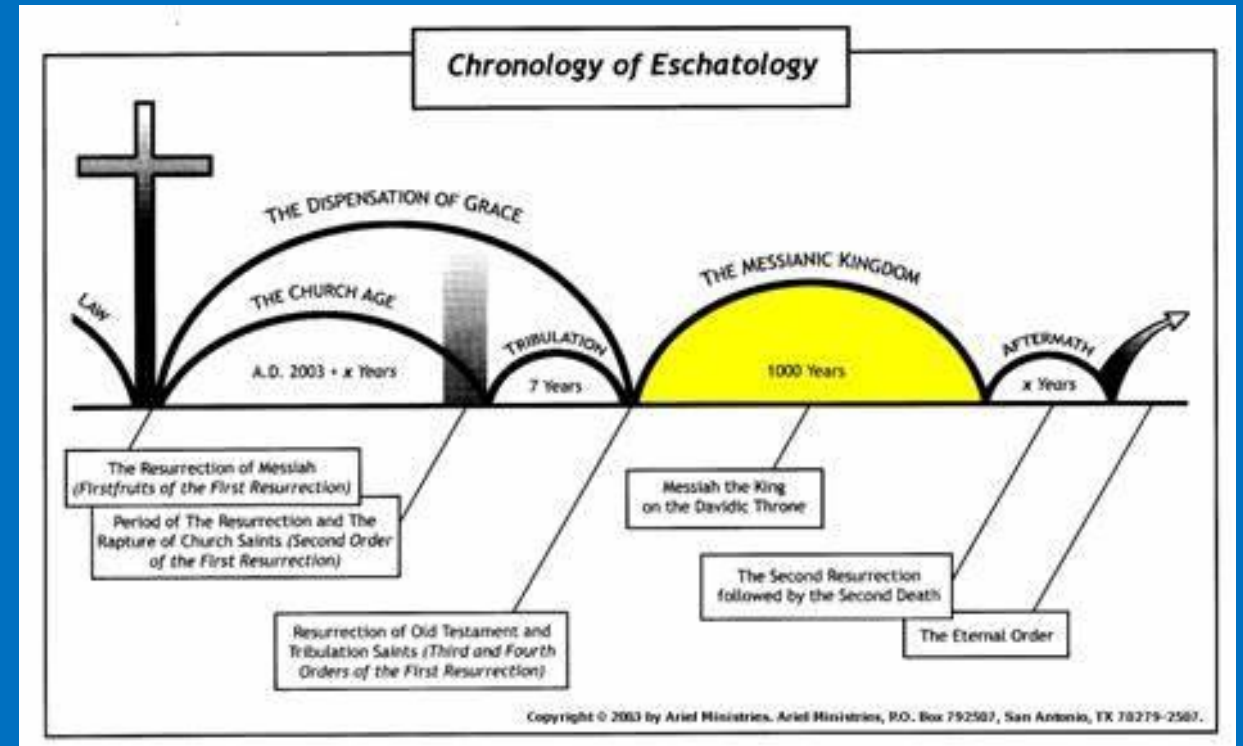 Chronology of Eschatology
LAW
THE DISPENSATION OF GRACE
THE CHURCH AGE
A.D. 2003 + x Years
TRIBULATION
7 Years
THE MESSIANIC KINGDOM
1000 Years
AFTERMATH
x Years
The Resurrection of Messiah
(Firstfruits of the First Resurrection)
Period of The Resurrection and The
Rapture of Church Saints (Second Order
of the First Resurrection)
Resurrection of Old Testament and
Tribulation Saints (Third and Fourth
Orders of the First Resurrection)
Messiah the King
on the Davidic Throne
The Second Resurrection
followed by the Second Death
The Eternal Order
Copyright © 2003 by Ariel Ministries. Ariel Ministries, P.O. Box 792507, San Antonio, TX 78279-2507.